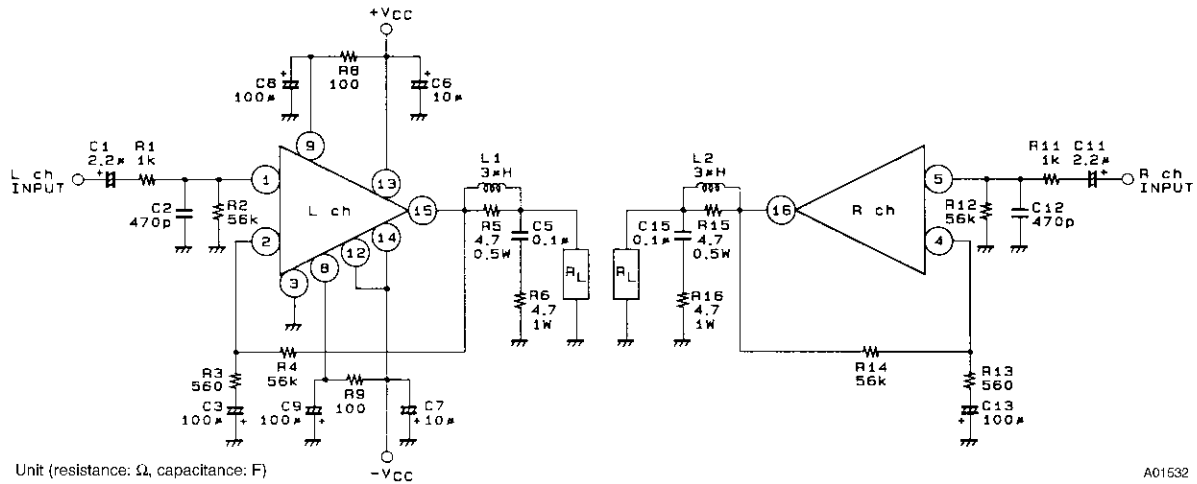 +VCC
C8
100μ
R8
100
C6
10μ
C1
2.2μ
+
R1
1k
L ch
INPUT
C2
470p
R2
56k
1
2
3
8
9
12
13
14
15
L ch
L1
3μH
R5
4.7
0.5W
C5
0.1μ
R6
4.7
1W
RL
R3
560
C3
100μ
R4
56k
C9
100μ
R9
100
C7
10μ
-VCC
L2
3μH
C15
0.1μ
R15
4.7
0.5W
R16
4.7
1W
RL
16
R ch
5
4
R11
1k
C11
2.2μ
+
R ch
INPUT
R12
56k
C12
470p
R14
56k
R13
560
C13
100μ
Unit (resistance: Ω, capacitance: F)
A01532